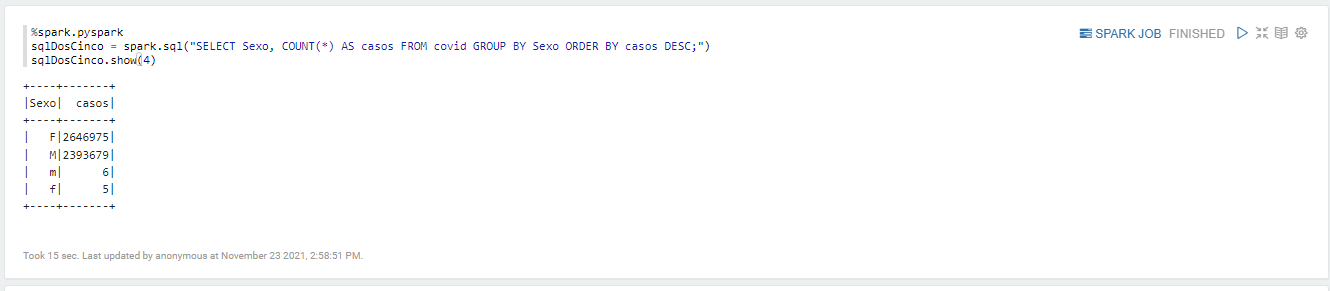 %spark.pyspark
sqlDosCinco = spark.sql("SELECT Sexo, COUNT(*) AS casos FROM covid GROUP BY Sexo ORDER BY casos DESC;")
sqlDosCinco.show(4)
SPARK JOB FINISHED
+----+-------+
|Sexo|  casos|
+----+-------+
|   F|2646975|
|   M|2393679|
|   m|      6|
|   f|      5|
+----+-------+
Took 15 sec. Last updated by anonymous at November 23 2021, 2:58:51 PM.